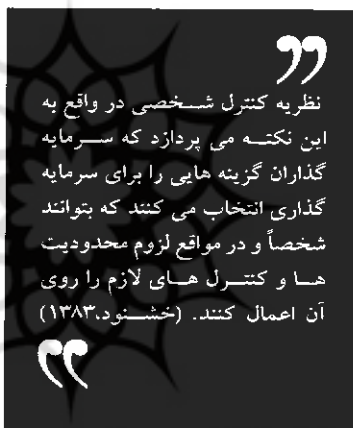 نظریه کنترل شخصی در واقع به
این نکته می پردازد که سرمایه
گذاران گزینه هایی را برای سرمایه
گذاری انتخاب می کنند که بتوانند
شخصاً و در مواقع لزوم محدودیت
ها و کنترل های لازم را روی
آن اعمال کنند. (خشنود،۱۳۸۳)